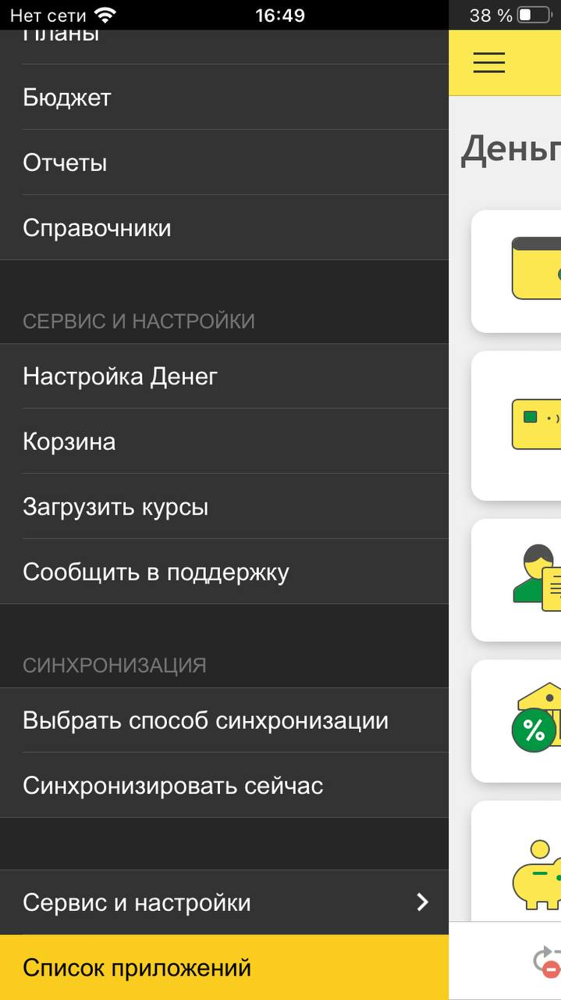 Нет сети 16:49 38 %
Планы
Бюджет
Отчеты
Справочники
СЕРВИС И НАСТРОЙКИ
Настройка Денег
Корзина
Загрузить курсы
Сообщить в поддержку
СИНХРОНИЗАЦИЯ
Выбрать способ синхронизации
Синхронизировать сейчас
Сервис и настройки
Список приложений
Деньг
%